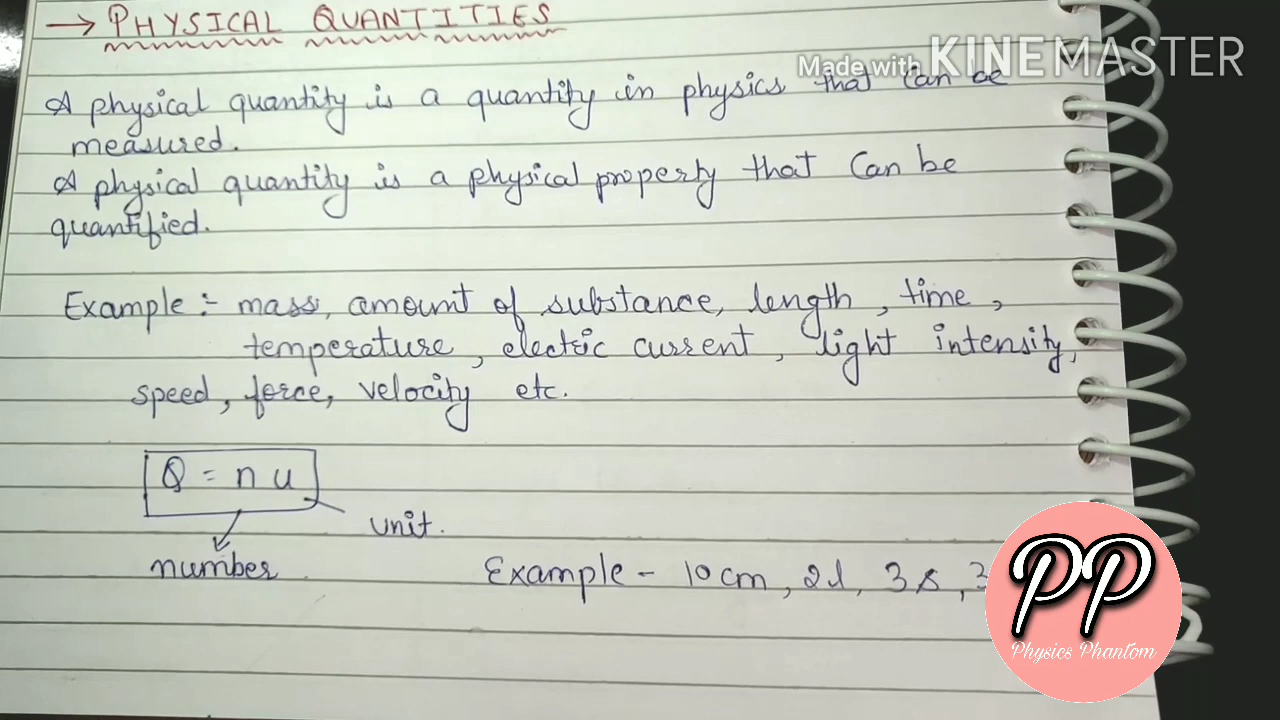 → PHYSICAL QUANTITIES
Made with KINEMASTER
A physical quantity is a quantity in physics that can be
measured.
A physical quantity is a physical property that can be
quantified.
Example :- mass, amount of substance, length, time,
temperature, electric current, light intensity,
speed, force, velocity etc.
Q = n u
unit.
number
Example - 10 cm, 2l, 3s, 3
PP
Physics Phantom